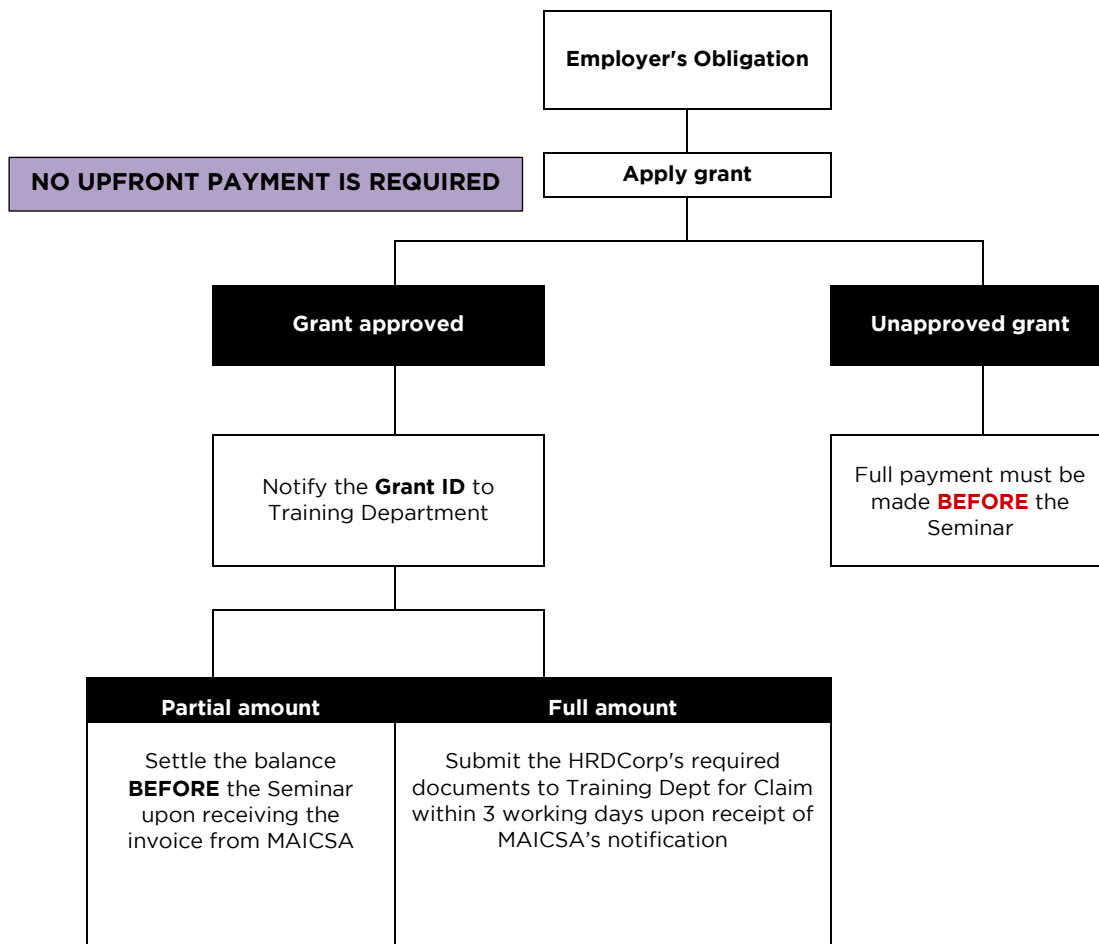 Employer's Obligation
NO UPFRONT PAYMENT IS REQUIRED
Apply grant
Grant approved
Unapproved grant
Notify the Grant ID to
Training Department
Full payment must be
made BEFORE the
Seminar
Partial amount
Settle the balance
BEFORE the Seminar
upon receiving the
invoice from MAICSA
Full amount
Submit the HRDCorp's required
documents to Training Dept for Claim
within 3 working days upon receipt of
MAICSA’s notification